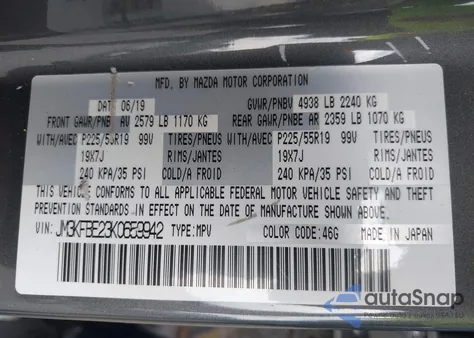 MFD. BY MAZDA MOTOR CORPORATION
DATE 06/19 GVWR/PNBV 4938 LB 2240 KG
FRONT GAWR/PNB AV 2579 LB 1170 KG REAR GAWR/PNBE AR 2359 LB 1070 KG
WITH/AVEC P225/55R19 99V TIRES/PNEUS WITH/AVEC P225/55R19 99V TIRES/PNEUS
19X7J RIMS/JANTES 19X7J RIMS/JANTES
240 KPA/35 PSI COLD/A FROID 240 KPA/35 PSI COLD/A FROID
THIS VEHICLE CONFORMS TO ALL APPLICABLE FEDERAL MOTOR VEHICLE SAFETY AND THEFT
PREVENTION STANDARDS IN EFFECT ON THE DATE OF MANUFACTURE SHOWN ABOVE.
VIN: JM3KFBE23K0659942 TYPE: MPV COLOR CODE: 46G MADE IN JAPAN
autoSnap